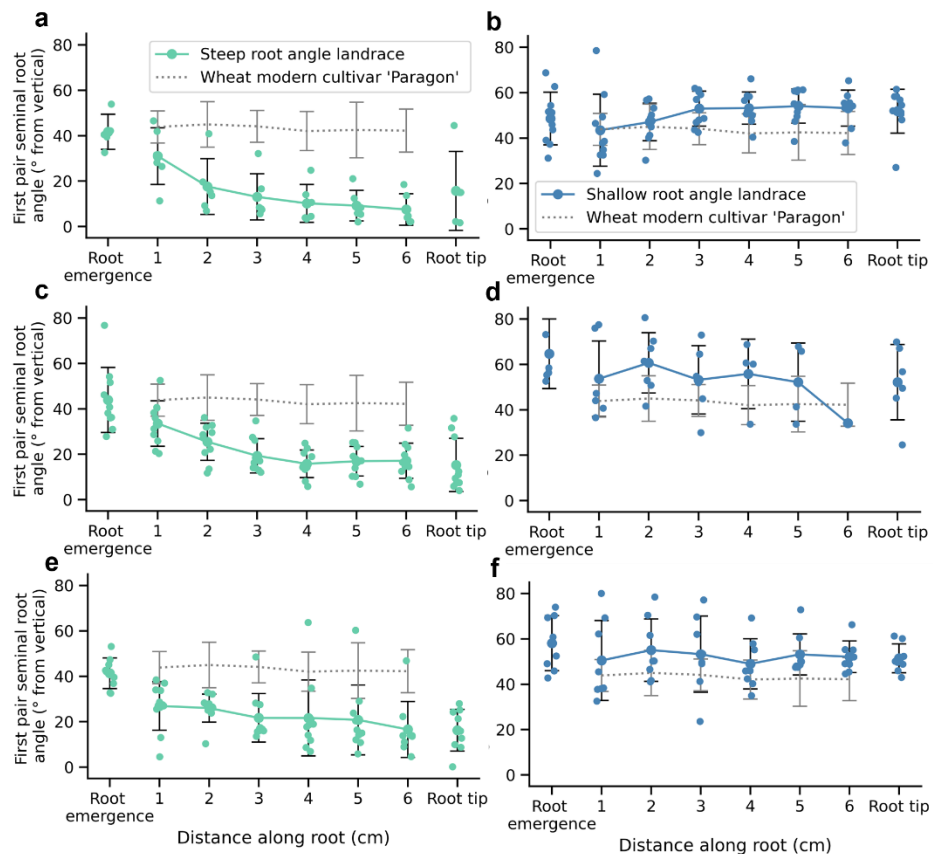 a
b
80
60
40
20
0
First pair seminal root
angle (° from vertical)
Steep root angle landrace
Wheat modern cultivar 'Paragon'
Root
emergence
1 2 3 4 5 6 Root tip
80
60
40
20
0
Shallow root angle landrace
Wheat modern cultivar 'Paragon'
Root
emergence
1 2 3 4 5 6 Root tip
c
d
80
60
40
20
0
First pair seminal root
angle (° from vertical)
Root
emergence
1 2 3 4 5 6 Root tip
80
60
40
20
0
Root
emergence
1 2 3 4 5 6 Root tip
e
f
80
60
40
20
0
First pair seminal root
angle (° from vertical)
Root
emergence
1 2 3 4 5 6 Root tip
Distance along root (cm)
80
60
40
20
0
Root
emergence
1 2 3 4 5 6 Root tip
Distance along root (cm)